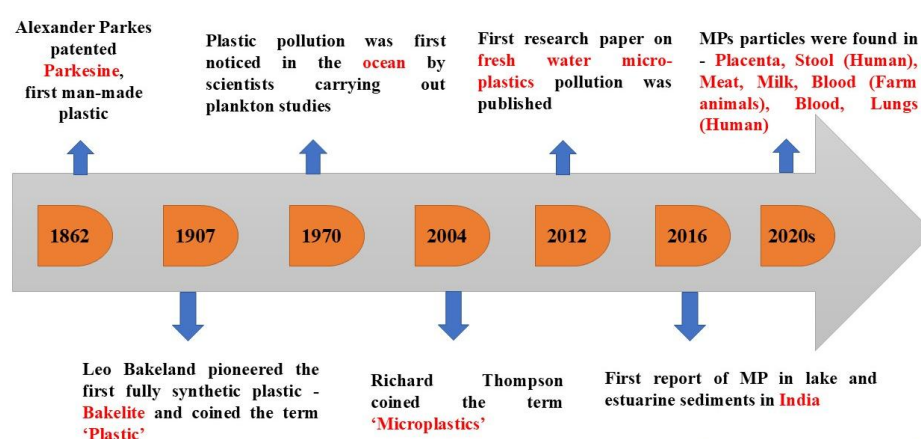 Alexander Parkes
patented
Parkesine,
first man-made
plastic
Plastic pollution was first
noticed in the ocean by
scientists carrying out
plankton studies
First research paper on
fresh water micro-
plastics pollution was
published
MPs particles were found in
- Placenta, Stool (Human),
Meat, Milk, Blood (Farm
animals), Blood, Lungs
(Human)
1862
1907
1970
2004
2012
2016
2020s
Leo Bakeland pioneered the
first fully synthetic plastic -
Bakelite and coined the term
‘Plastic’
Richard Thompson
coined the term
‘Microplastics’
First report of MP in lake and
estuarine sediments in India